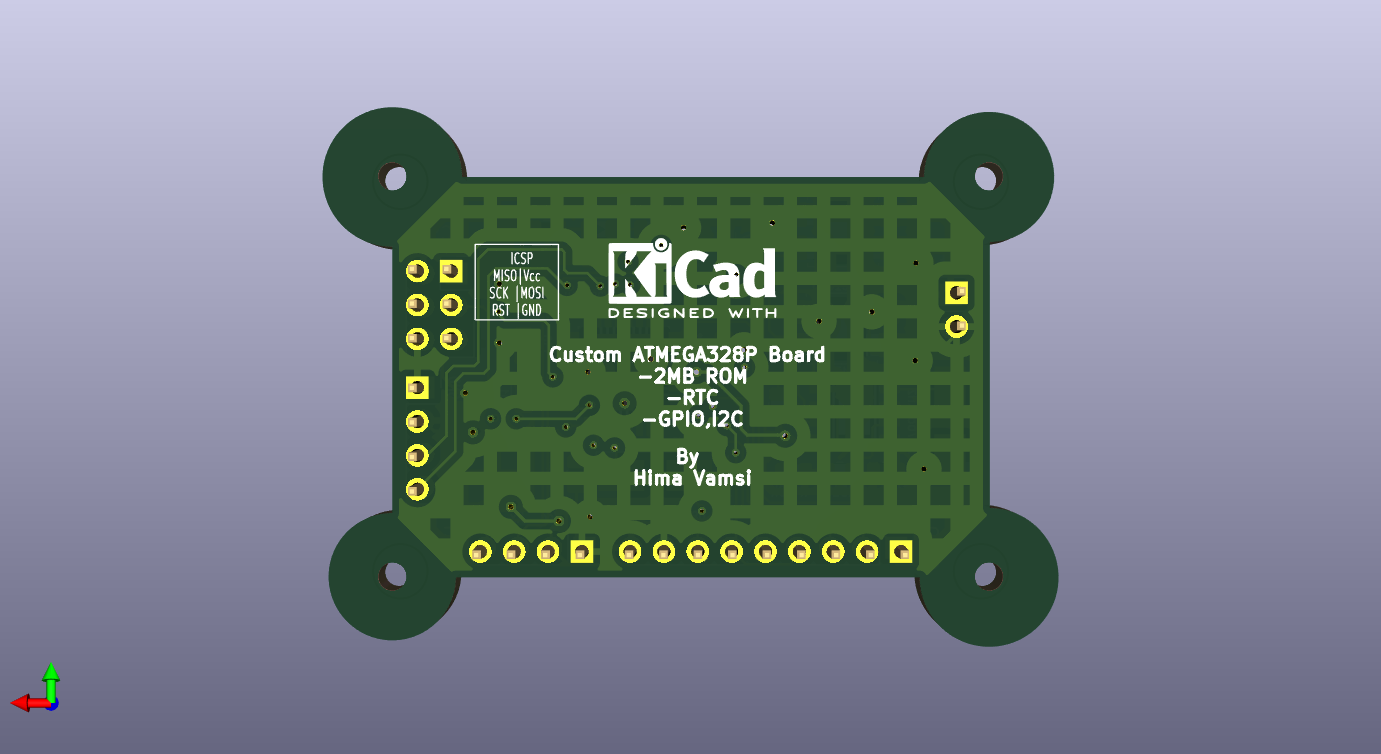 ICSP
MISO|Vcc
SCK |MOSI
RST |GND
KiCad
DESIGNED WITH
Custom ATMEGA328P Board
-2MB ROM
-RTC
-GPIO,I2C
By
Hima Vamsi